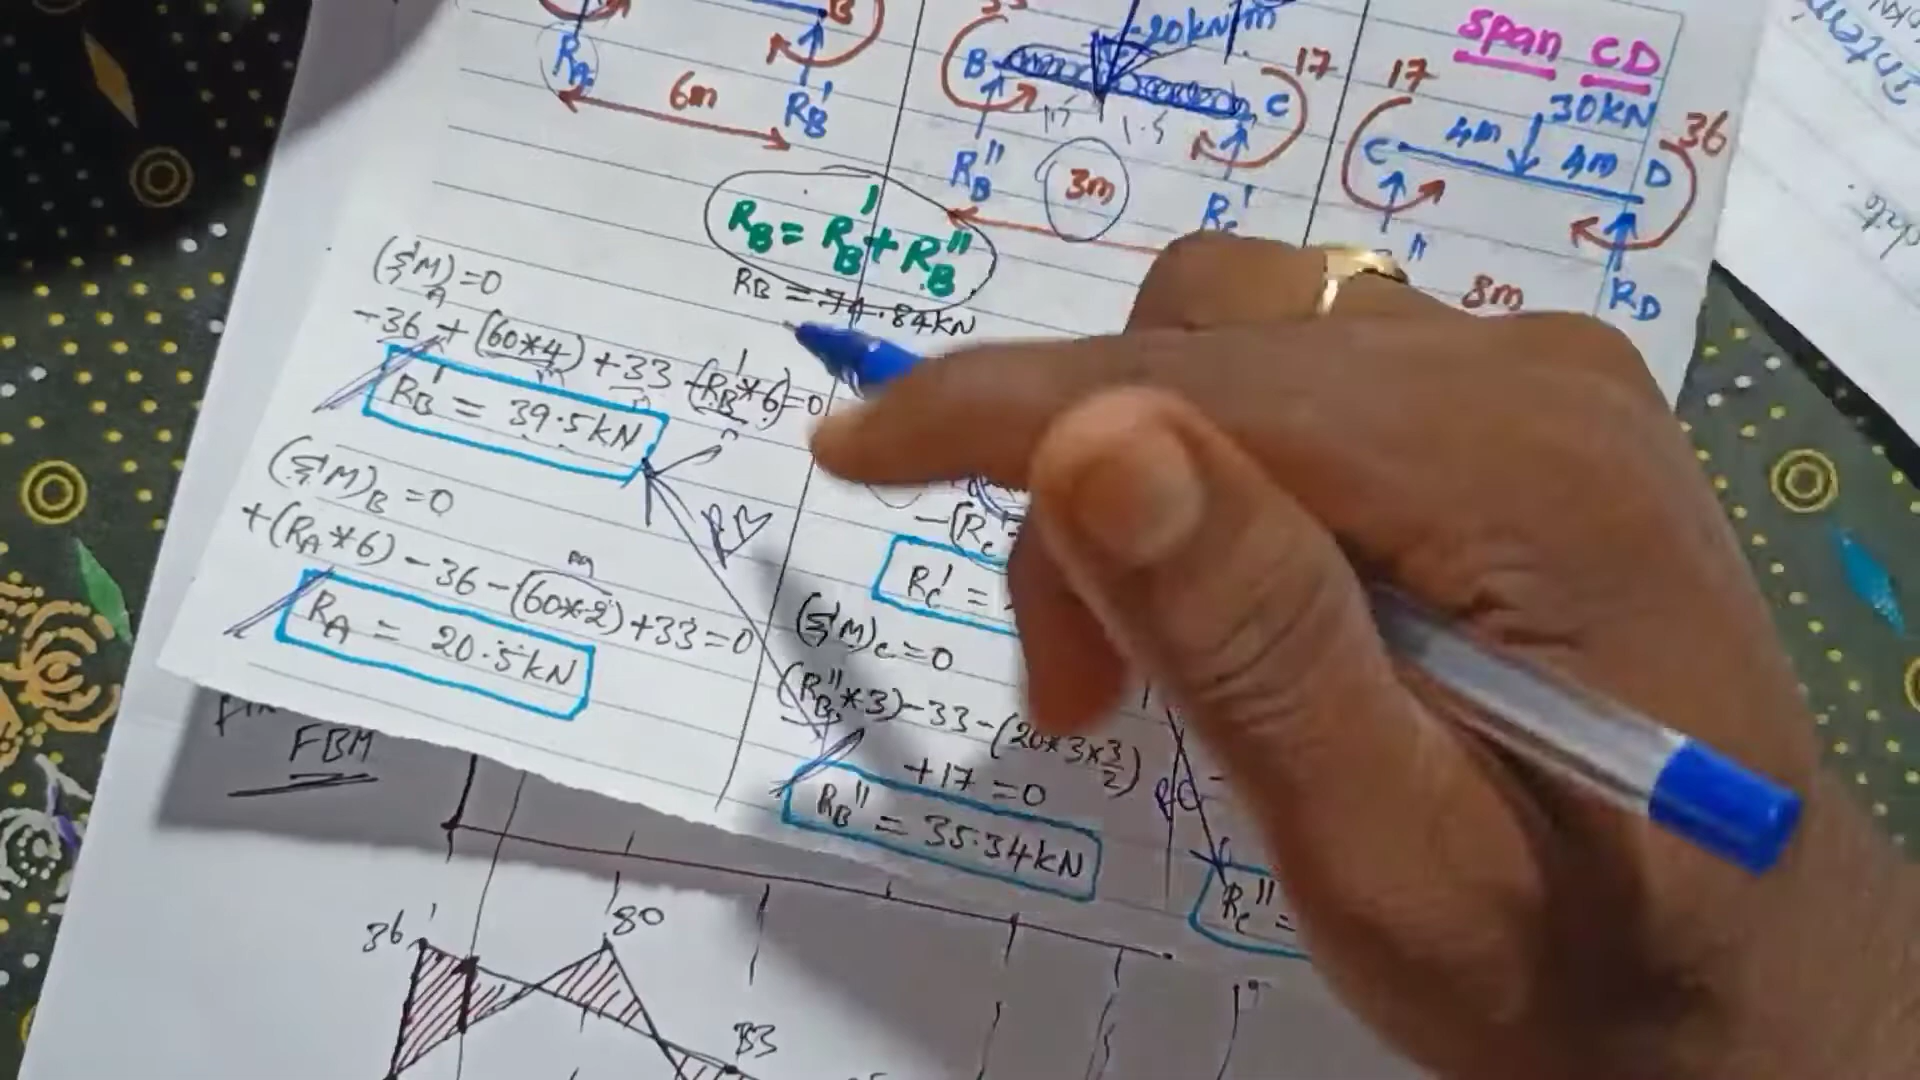 B
RA
RB'
6m
20kN/m
B
C
17
1.5
1.5
RB''
3m
Rc'
span CD
17
30kN
36
4m
4m
C
D
8m
RD
RB = RB' + RB''
RB = 74.84kN
(ΣM)A = 0
-36 + (60*4) + 33 - (RB'*6) = 0
RB' = 39.5kN
(ΣM)B = 0
+(RA*6) - 36 - (60*2) + 33 = 0
RA = 20.5kN
-(Rc
Rc' =
(ΣM)c = 0
(RB''*3) - 33 - (20*3*3/2)
+17 = 0
RB'' = 35.34kN
Rc'' =
FBM
36
80
33